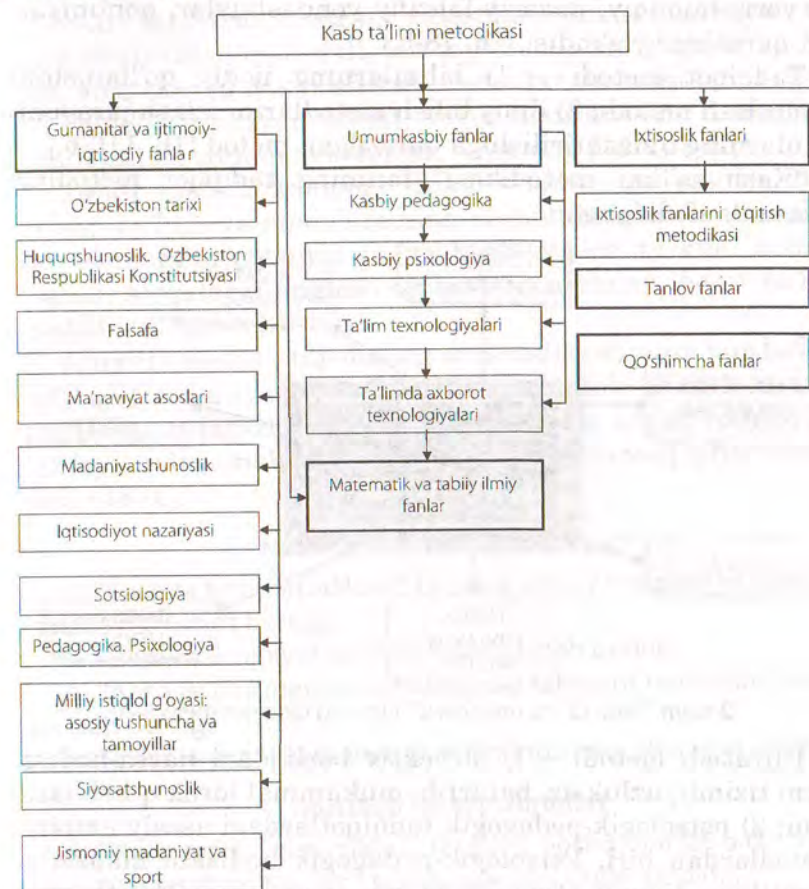 Kasb ta'limi metodikasi
Gumanitar va ijtimoiy-
iqtisodiy fanlar
O'zbekiston tarixi
Huquqshunoslik. O'zbekiston
Respublikasi Konstitutsiyasi
Falsafa
Ma'naviyat asoslari
Madaniyatshunoslik
Iqtisodiyot nazariyasi
Sotsiologiya
Pedagogika. Psixologiya
Milliy istiqlol g'oyasi:
asosiy tushuncha va
tamoyillar
Siyosatshunoslik
Jismoniy madaniyat va
sport
Umumkasbiy fanlar
Kasbiy pedagogika
Kasbiy psixologiya
Ta'lim texnologiyalari
Ta'limda axborot
texnologiyalari
Matematik va tabiiy ilmiy
fanlar
Ixtisoslik fanlari
Ixtisoslik fanlarini o'qitish
metodikasi
Tanlov fanlar
Qo'shimcha fanlar